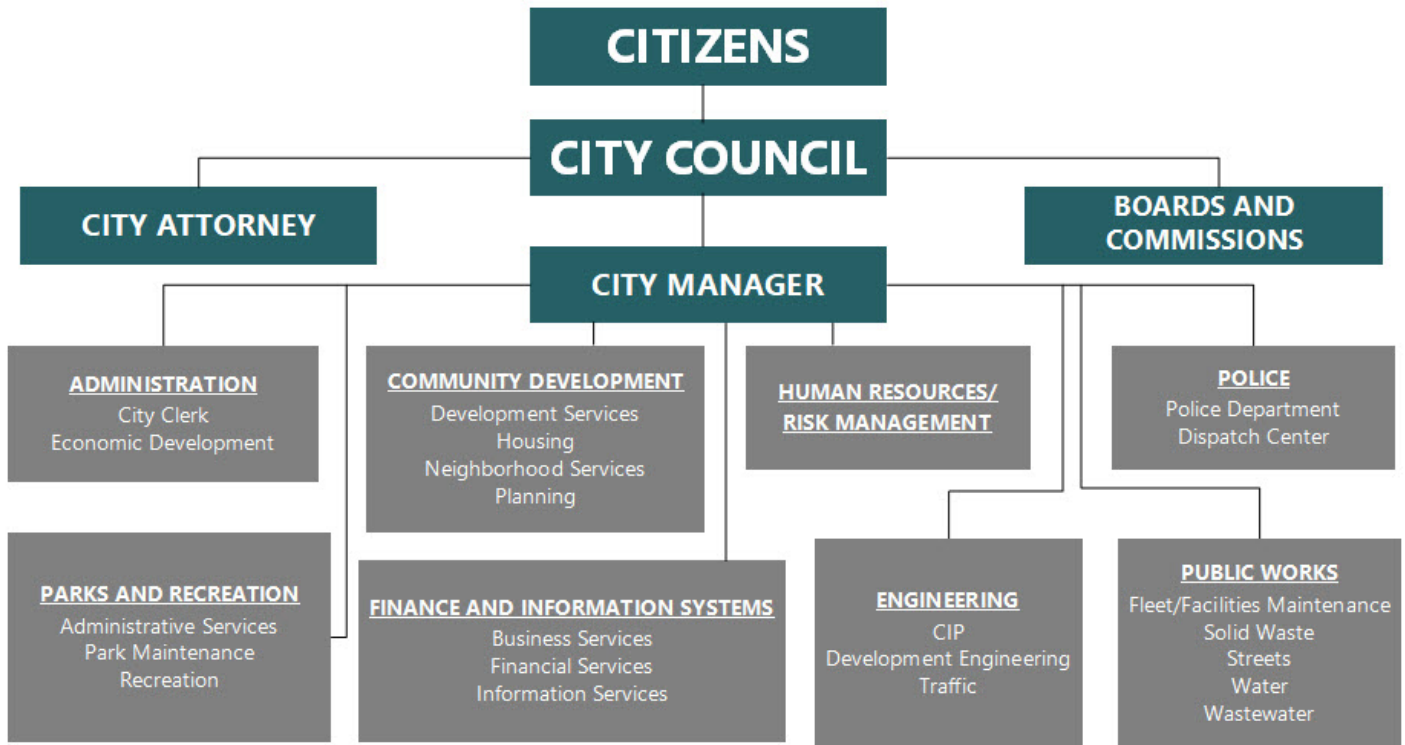 CITIZENS
CITY COUNCIL
CITY ATTORNEY
BOARDS AND
COMMISSIONS
CITY MANAGER
ADMINISTRATION
City Clerk
Economic Development
COMMUNITY DEVELOPMENT
Development Services
Housing
Neighborhood Services
Planning
HUMAN RESOURCES/
RISK MANAGEMENT
POLICE
Police Department
Dispatch Center
PARKS AND RECREATION
Administrative Services
Park Maintenance
Recreation
FINANCE AND INFORMATION SYSTEMS
Business Services
Financial Services
Information Services
ENGINEERING
CIP
Development Engineering
Traffic
PUBLIC WORKS
Fleet/Facilities Maintenance
Solid Waste
Streets
Water
Wastewater